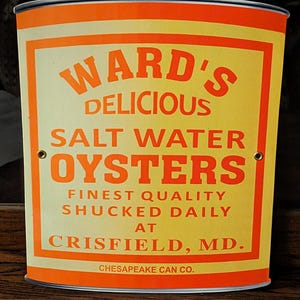 WARD'S
DELICIOUS
SALT WATER
OYSTERS
FINEST QUALITY
SHUCKED DAILY
AT
CRISFIELD, MD.
CHESAPEAKE CAN CO.